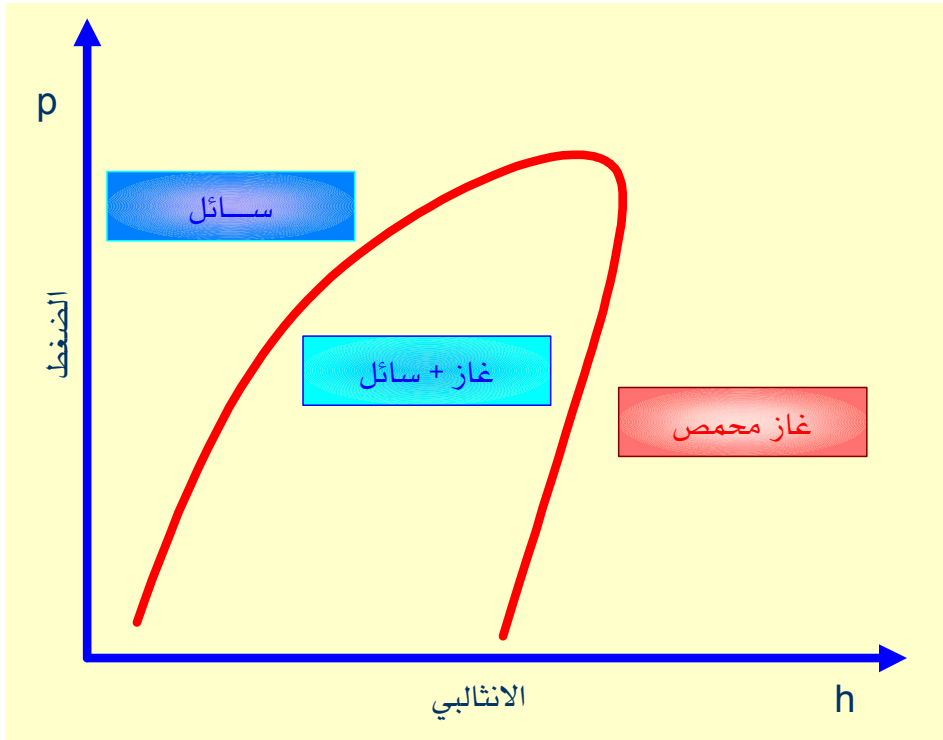 p
ســـائل
الضغط
غاز + سائل
غاز محمص
الانثالبي
h